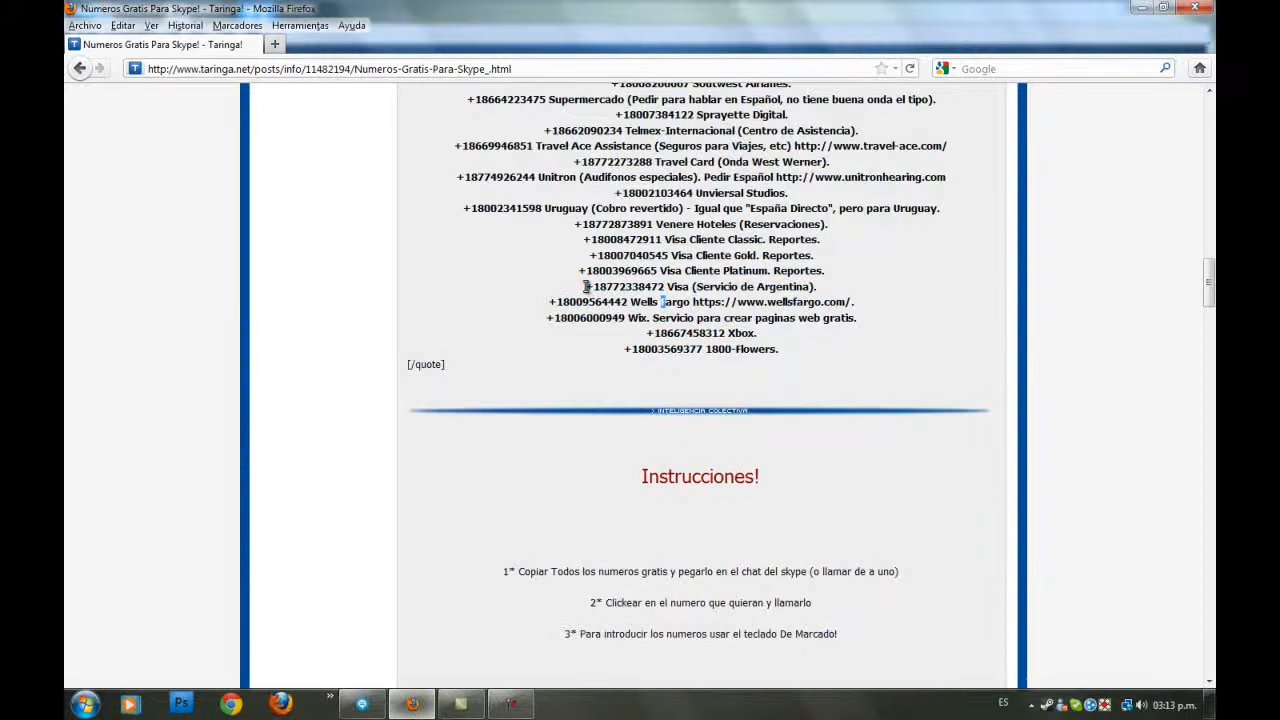 Numeros Gratis Para Skype! - Taringa! - Mozilla Firefox
Archivo Editar Ver Historial Marcadores Herramientas Ayuda
Numeros Gratis Para Skype! - Taringa!
http://www.taringa.net/posts/info/11482194/Numeros-Gratis-Para-Skype_.html
Google
+18664223475 Supermercado (Pedir para hablar en Español, no tiene buena onda el tipo).
+18007384122 Sprayette Digital.
+18662090234 Telmex-Internacional (Centro de Asistencia).
+18669946851 Travel Ace Assistance (Seguros para Viajes, etc) http://www.travel-ace.com/
+18772273288 Travel Card (Onda West Werner).
+18774926244 Unitron (Audifonos especiales). Pedir Español http://www.unitronhearing.com
+18002103464 Unviersal Studios.
+18002341598 Uruguay (Cobro revertido) - Igual que "España Directo", pero para Uruguay.
+18772873891 Venere Hoteles (Reservaciones).
+18008472911 Visa Cliente Classic. Reportes.
+18007040545 Visa Cliente Gold. Reportes.
+18003969665 Visa Cliente Platinum. Reportes.
+18772338472 Visa (Servicio de Argentina).
+18009564442 Wells Fargo https://www.wellsfargo.com/.
+18006000949 Wix. Servicio para crear paginas web gratis.
+18667458312 Xbox.
+18003569377 1800-Flowers.
[/quote]
> INTELIGENCIA COLECTIVA
Instrucciones!
1* Copiar Todos los numeros gratis y pegarlo en el chat del skype (o llamar de a uno)
2* Clickear en el numero que quieran y llamarlo
3* Para introducir los numeros usar el teclado De Marcado!
Ps
ES
03:13 p.m.